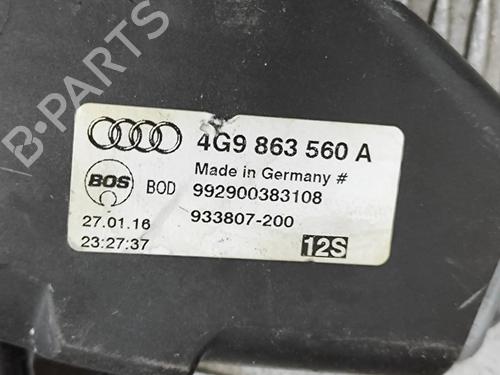 B-PARTS
4G9 863 560 A
Made in Germany #
BOS BOD 992900383108
933807-200
27.01.16
23:27:37 12S